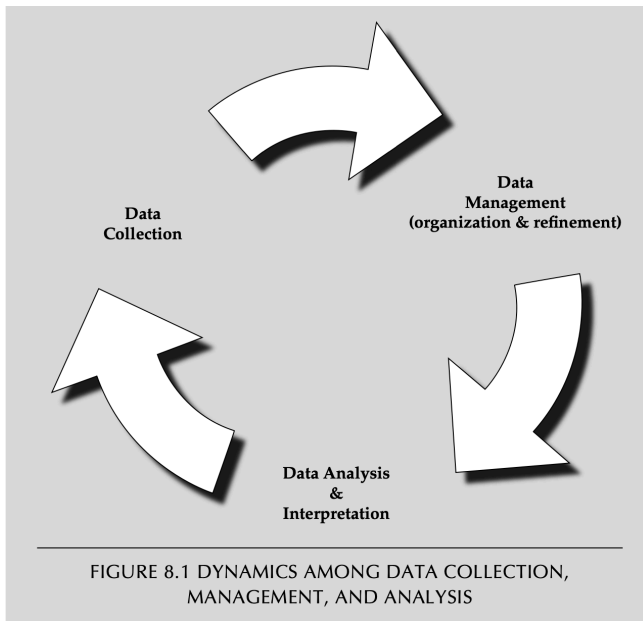 Data
Collection
Data
Management
(organization & refinement)
Data Analysis
&
Interpretation
FIGURE 8.1 DYNAMICS AMONG DATA COLLECTION,
MANAGEMENT, AND ANALYSIS